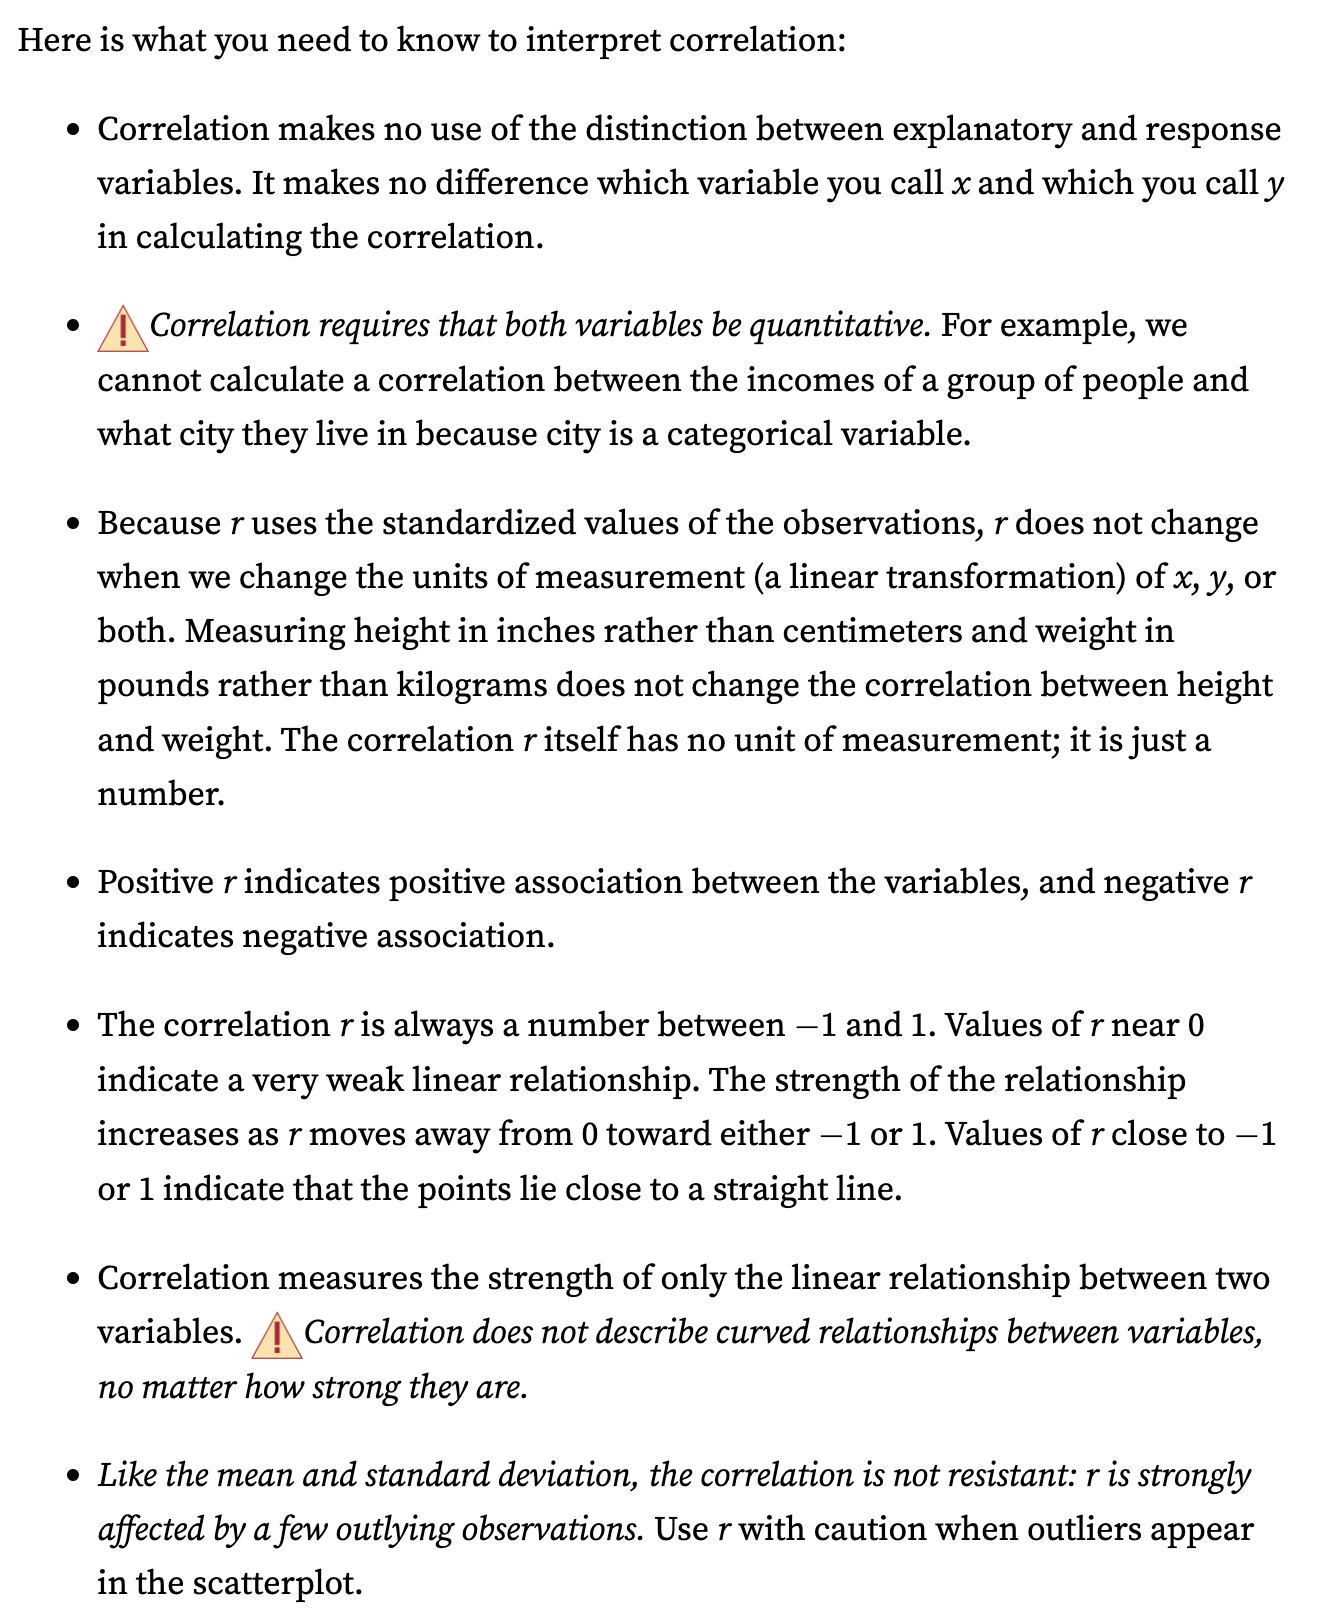 Here is what you need to know to interpret correlation:
• Correlation makes no use of the distinction between explanatory and response
variables. It makes no difference which variable you call x and which you call y
in calculating the correlation.
• Correlation requires that both variables be quantitative. For example, we
cannot calculate a correlation between the incomes of a group of people and
what city they live in because city is a categorical variable.
• Because r uses the standardized values of the observations, r does not change
when we change the units of measurement (a linear transformation) of x, y, or
both. Measuring height in inches rather than centimeters and weight in
pounds rather than kilograms does not change the correlation between height
and weight. The correlation r itself has no unit of measurement; it is just a
number.
• Positive r indicates positive association between the variables, and negative r
indicates negative association.
• The correlation r is always a number between −1 and 1. Values of r near 0
indicate a very weak linear relationship. The strength of the relationship
increases as r moves away from 0 toward either −1 or 1. Values of r close to −1
or 1 indicate that the points lie close to a straight line.
• Correlation measures the strength of only the linear relationship between two
variables. Correlation does not describe curved relationships between variables,
no matter how strong they are.
• Like the mean and standard deviation, the correlation is not resistant: r is strongly
affected by a few outlying observations. Use r with caution when outliers appear
in the scatterplot.